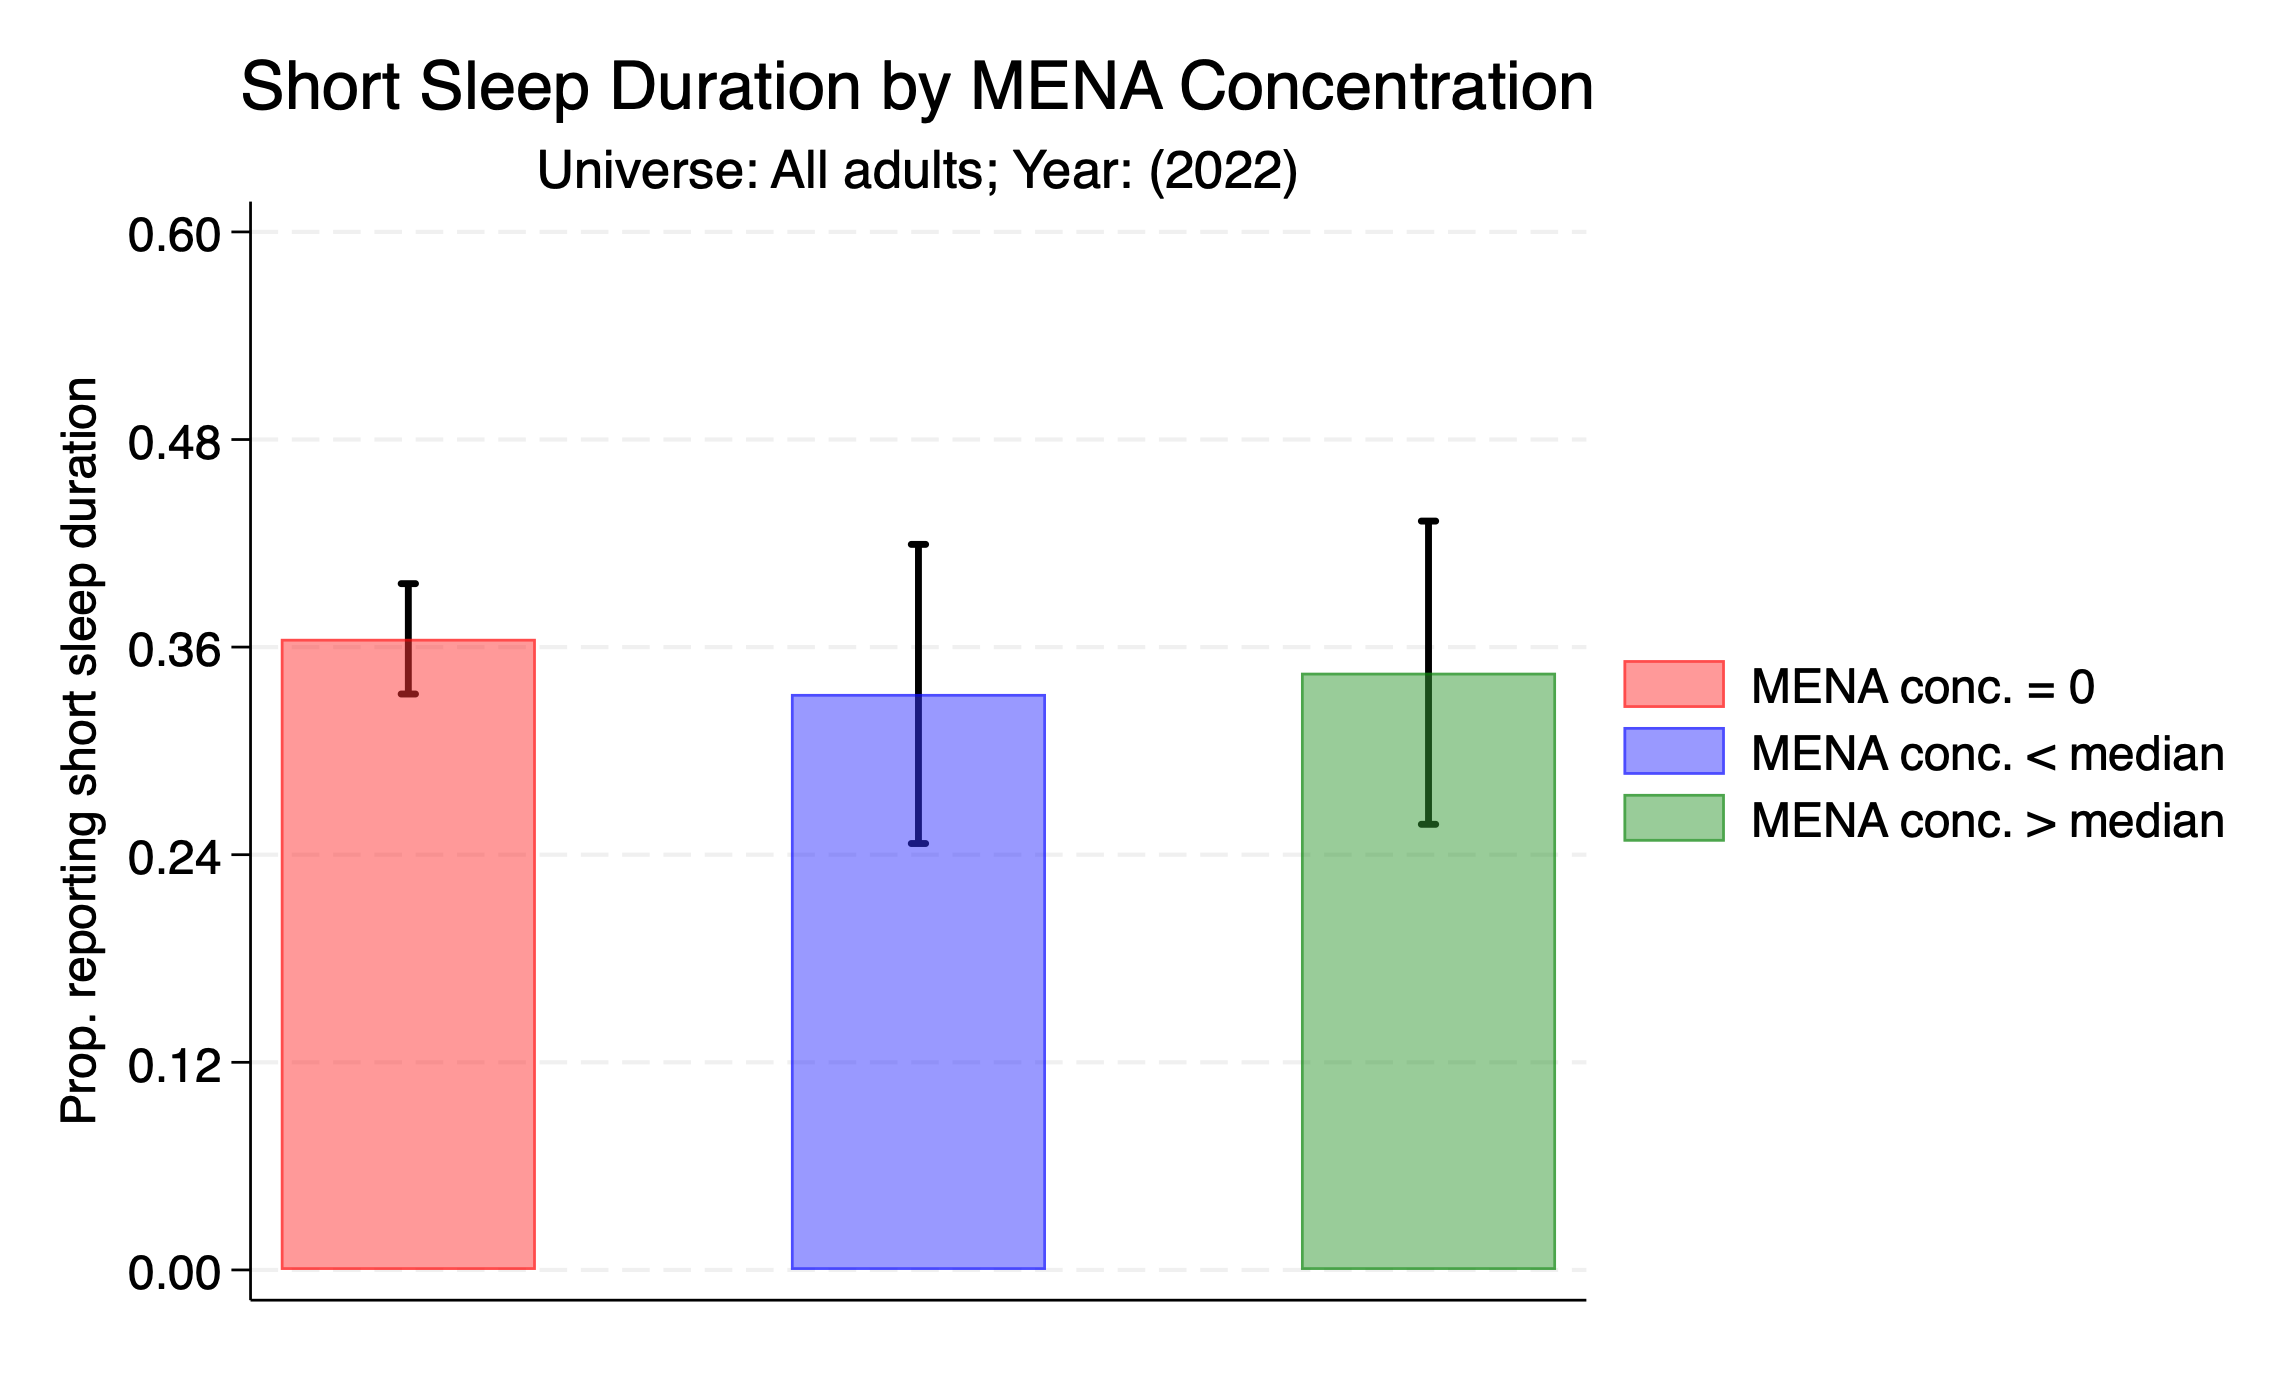 Short Sleep Duration by MENA Concentration
Universe: All adults; Year: (2022)
Prop. reporting short sleep duration
0.60
0.48
0.36
0.24
0.12
0.00
MENA conc. = 0
MENA conc. < median
MENA conc. > median